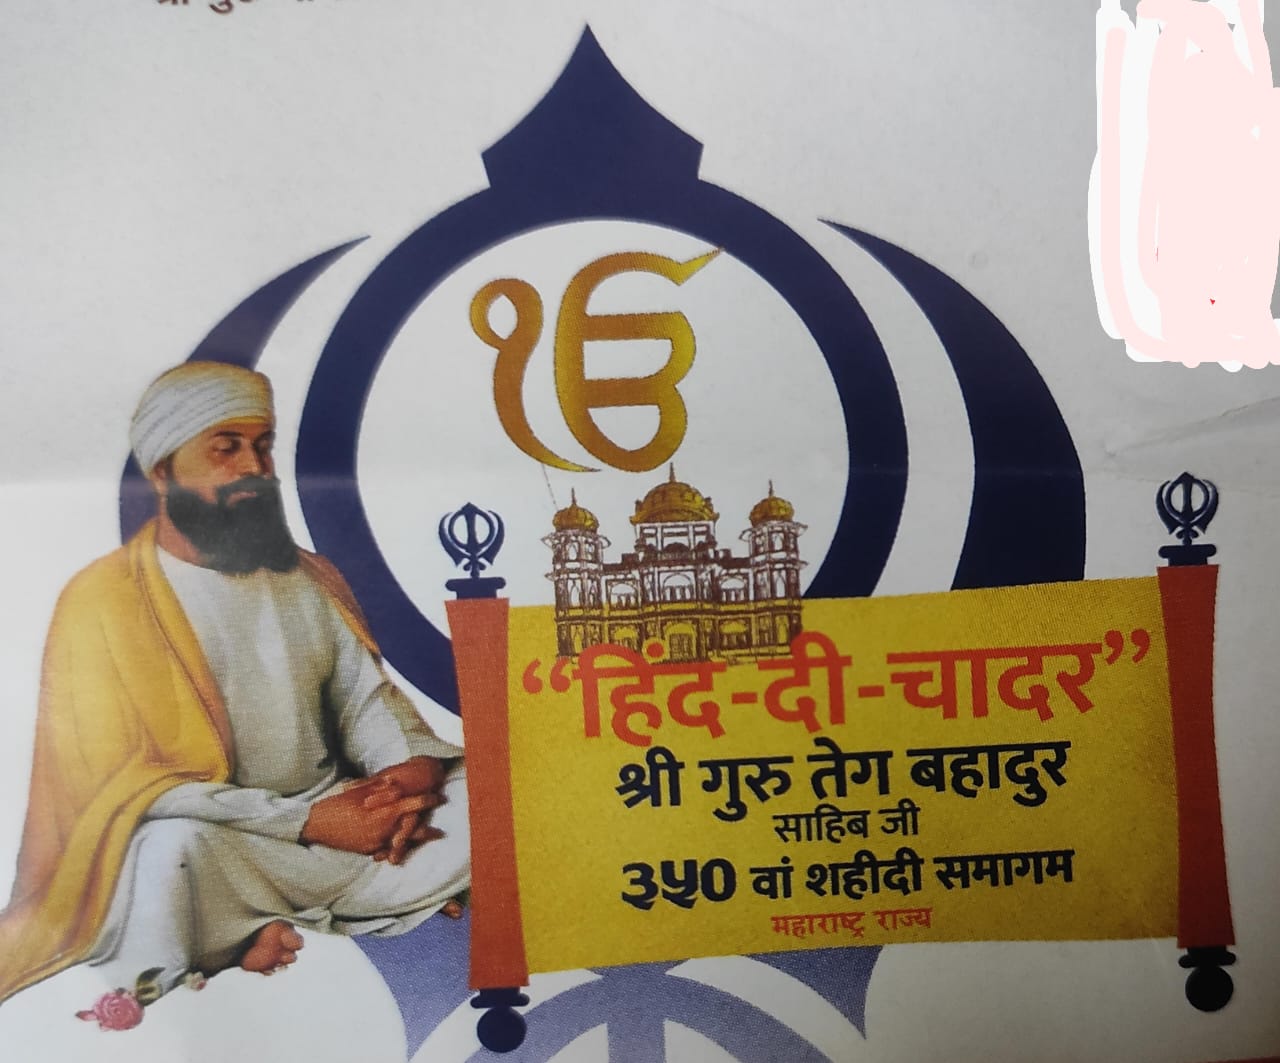 ੴ
“हिंद-दी-चादर”
श्री गुरु तेग बहादुर
साहिब जी
३५० वां शहीदी समागम
महाराष्ट्र राज्य